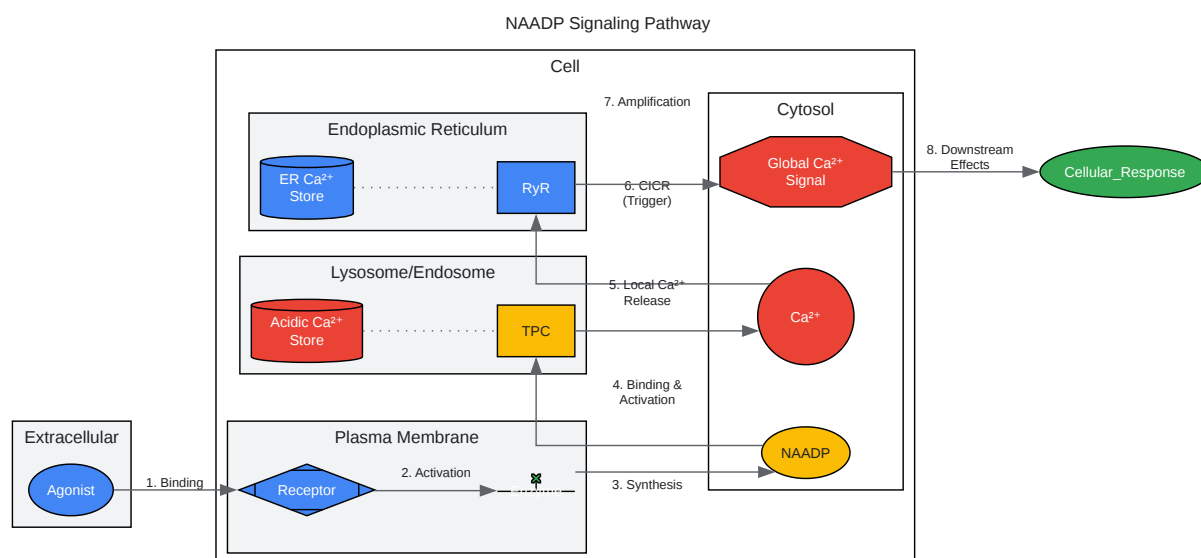 NAADP Signaling Pathway
Cell
7. Amplification
Cytosol
Endoplasmic Reticulum
ER Ca²⁺
Store
RyR
6. CICR
(Trigger)
Global Ca²⁺
Signal
8. Downstream
Effects
Cellular_Response
Lysosome/Endosome
Acidic Ca²⁺
Store
TPC
5. Local Ca²⁺
Release
Ca²⁺
4. Binding &
Activation
Extracellular
Agonist
1. Binding
Plasma Membrane
Receptor
2. Activation
3. Synthesis
NAADP